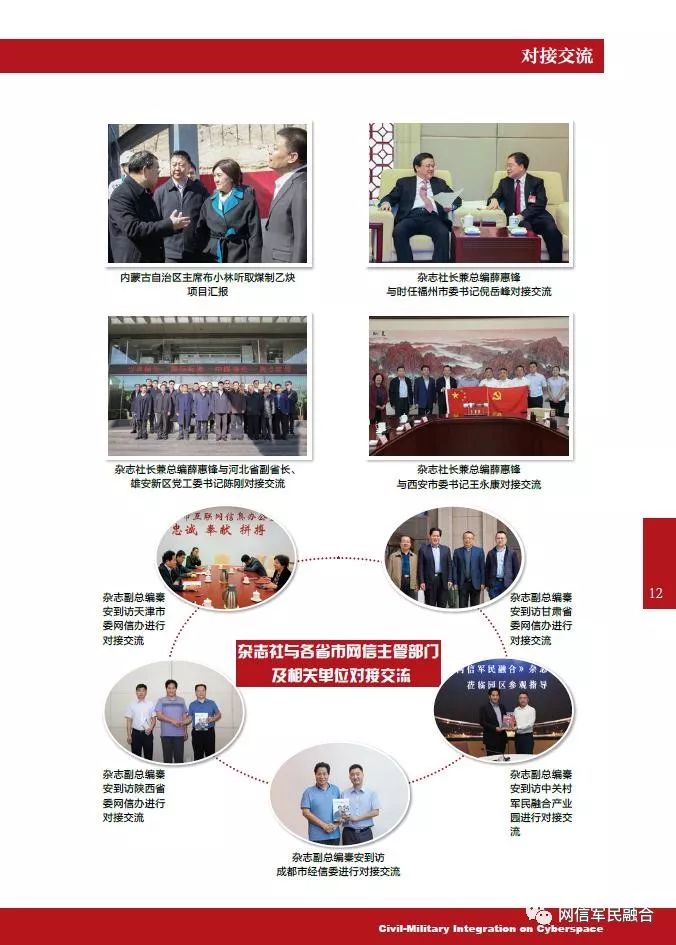 对接交流
内蒙古自治区主席布小林听取煤制乙炔
项目汇报
杂志社长兼总编薛惠锋
与时任福州市委书记倪岳峰对接交流
杂志社长兼总编薛惠锋与河北省副省长、
雄安新区党工委书记陈刚对接交流
杂志社长兼总编薛惠锋
与西安市委书记王永康对接交流
市互联网信息办公
忠诚 奉献 拼搏
杂志副总编秦
安到访天津市
委网信办进行
对接交流
杂志副总编秦
安到访甘肃省
委网信办进行
对接交流
12
杂志社与各省市网信主管部门
及相关单位对接交流
网信军民融合》杂志
莅临园区参观指导
杂志副总编秦
安到访陕西省
委网信办进行
对接交流
杂志副总编秦
安到访中关村
军民融合产业
园进行对接交
流
杂志副总编秦安到访
成都市经信委进行对接交流
网信军民融合
Civil-Military Integration on Cyberspace